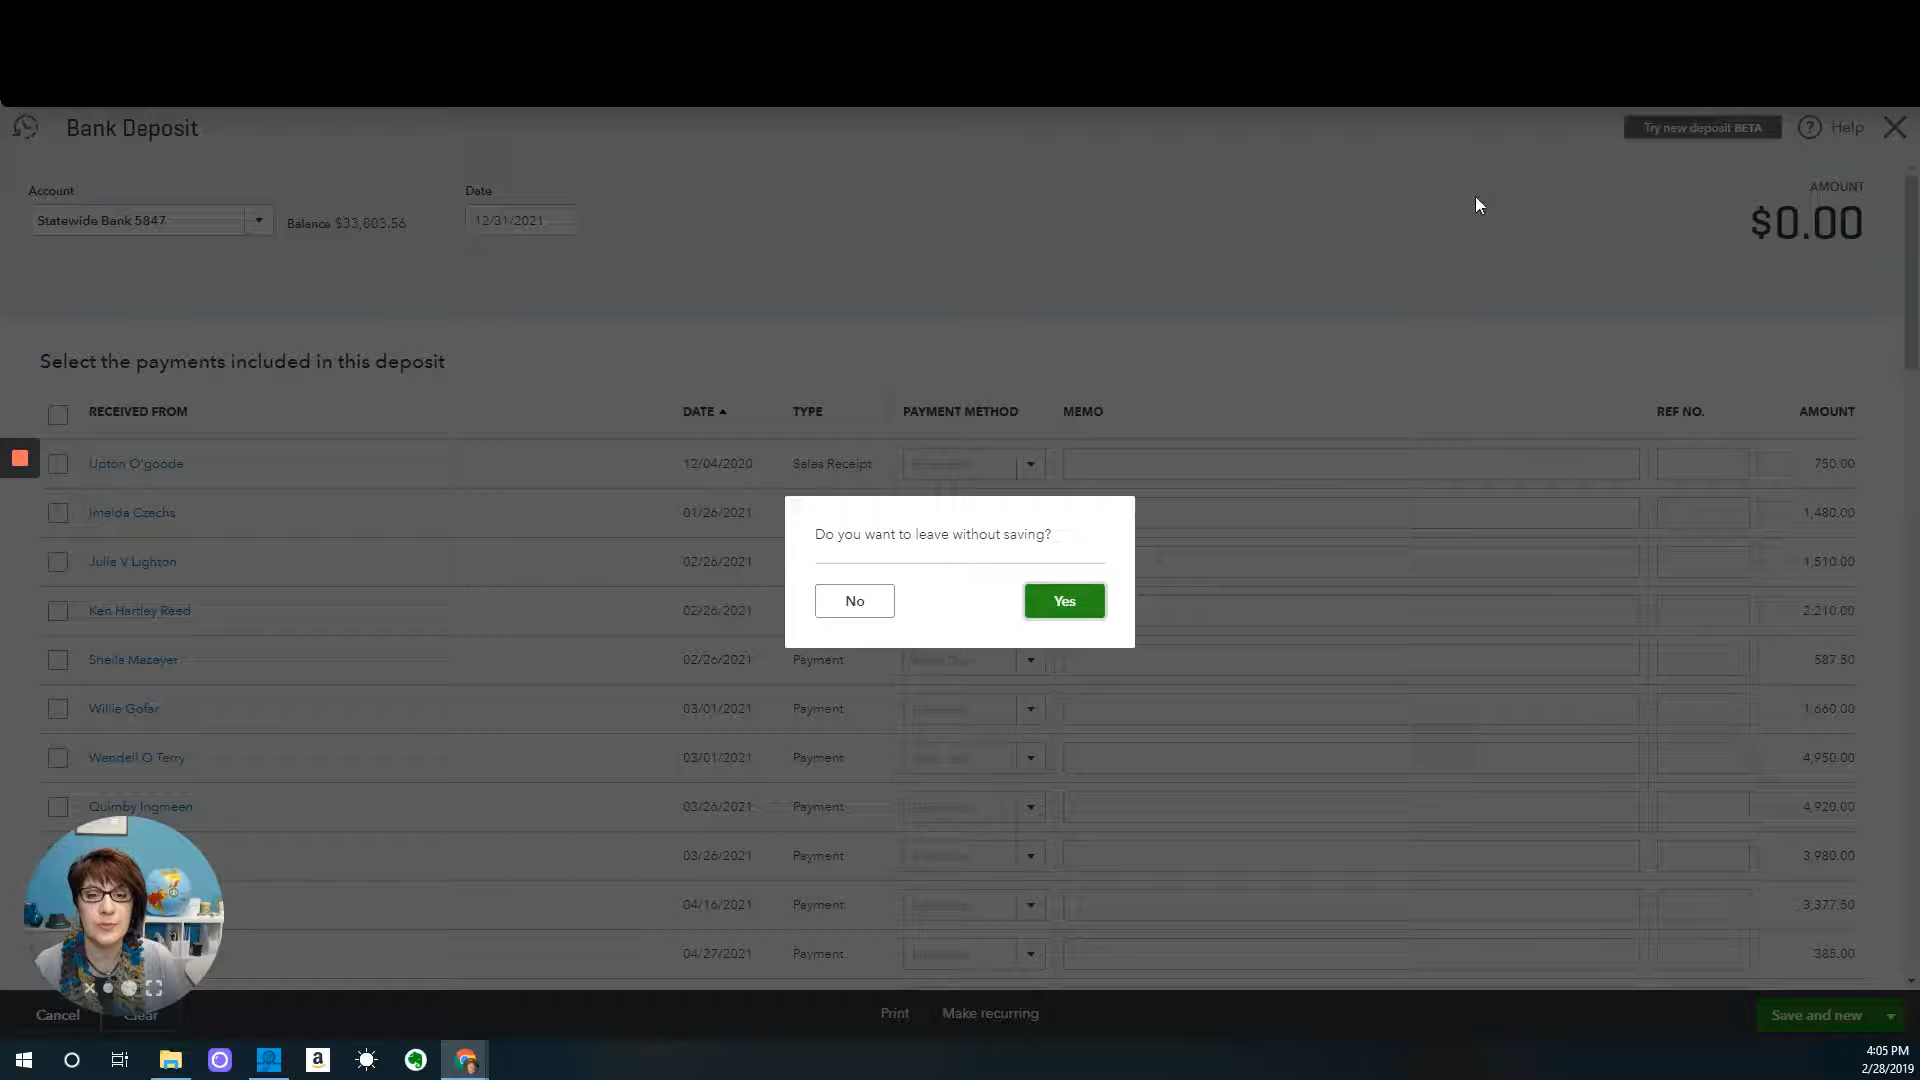 Bank Deposit
Try new deposit BETA
? Help
Account
Date
AMOUNT
Statewide Bank 5847
Balance $33,803.56
12/31/2021
$0.00
Select the payments included in this deposit
RECEIVED FROM DATE TYPE PAYMENT METHOD MEMO REF NO. AMOUNT
Upton O'goode 12/04/2020 Sales Receipt 750.00
Imelda Czechs 01/26/2021 1,480.00
Do you want to leave without saving?
Julie V Lighton 02/26/2021 1,510.00
No Yes
Ken Hartley Reed 02/26/2021 2,210.00
Sheila Mazayer 02/26/2021 Payment 587.50
Willie Gofar 03/01/2021 Payment 1,660.00
Wendell O Terry 03/01/2021 Payment 4,950.00
Quimby Ingmeen 03/26/2021 Payment 4,920.00
03/26/2021 Payment 3,980.00
04/16/2021 Payment 3,377.50
04/27/2021 Payment 385.00
Cancel Clear Print Make recurring Save and new
4:05 PM
2/28/2019